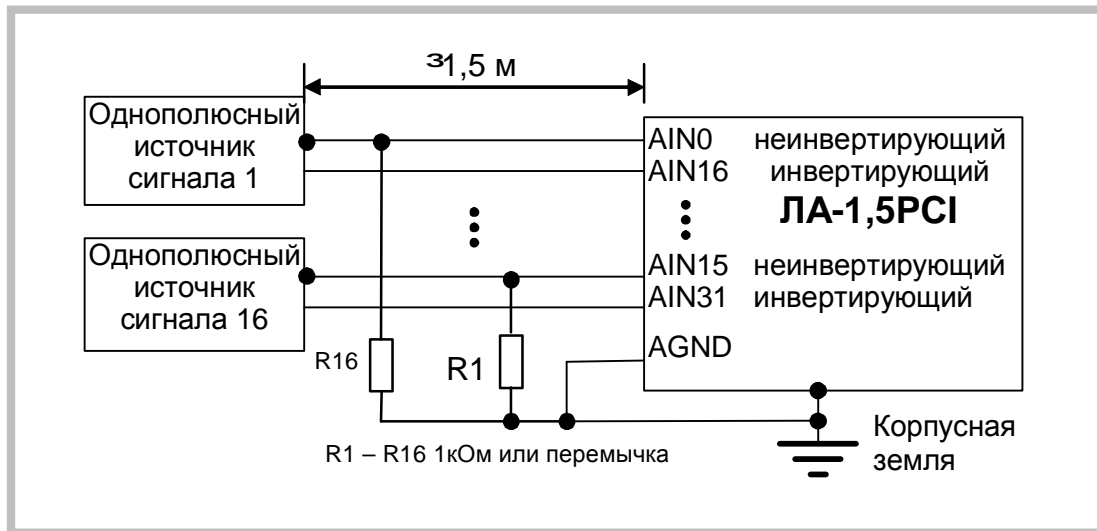 ³1,5 м
Однополюсный
источник
сигнала 1
AIN0 неинвертирующий
AIN16 инвертирующий
ЛА-1,5PCI
Однополюсный
источник
сигнала 16
AIN15 неинвертирующий
AIN31 инвертирующий
AGND
R16
R1
R1 – R16 1кОм или перемычка
Корпусная
земля